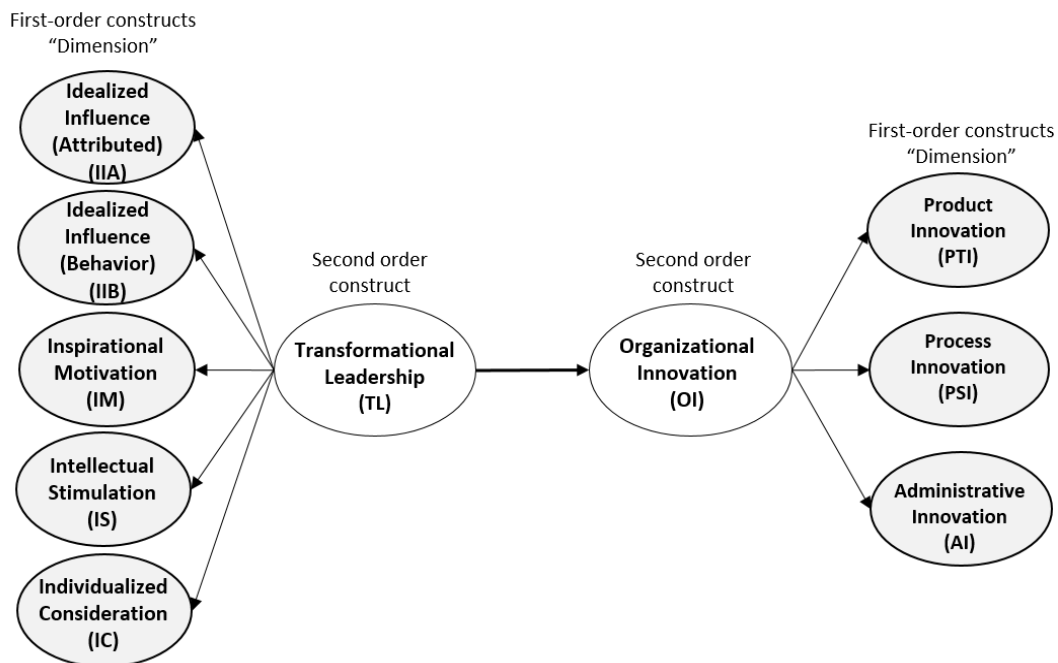 First-order constructs
“Dimension”
Idealized
Influence
(Attributed)
(IIA)
Idealized
Influence
(Behavior)
(IIB)
Inspirational
Motivation
(IM)
Intellectual
Stimulation
(IS)
Individualized
Consideration
(IC)
Second order
construct
Transformational
Leadership
(TL)
Second order
construct
Organizational
Innovation
(OI)
First-order constructs
“Dimension”
Product
Innovation
(PTI)
Process
Innovation
(PSI)
Administrative
Innovation
(AI)